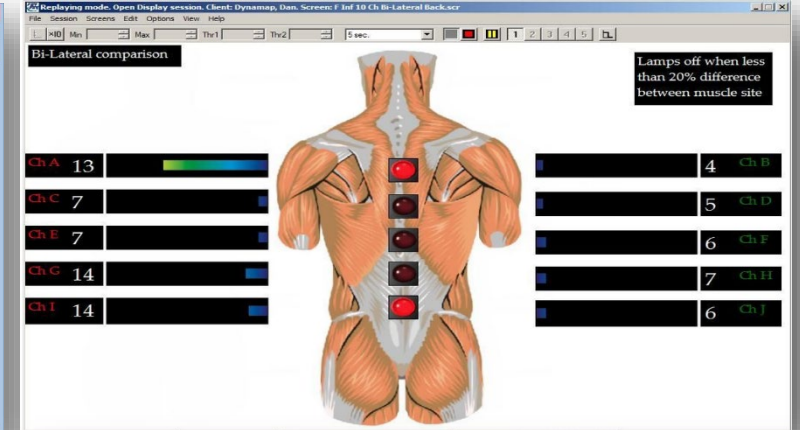 Replaying mode. Open Display session. Client: Dynamap, Dan. Screen: F Inf 10 Ch Bi-Lateral Back.scr
File Session Screens Edit Options View Help
L ×10 Min Max Thr1 Thr2 5 sec. 1 2 3 4 5
Bi-Lateral comparison
Lamps off when less
than 20% difference
between muscle site
Ch A 13 4 Ch B
Ch C 7 5 Ch D
Ch E 7 6 Ch F
Ch G 14 7 Ch H
Ch I 14 6 Ch J